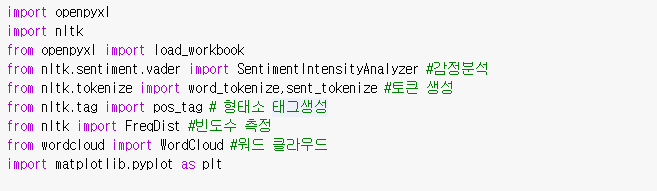 import openpyxl
import nltk
from openpyxl import load_workbook
from nltk.sentiment.vader import SentimentIntensityAnalyzer #감정분석
from nltk.tokenize import word_tokenize,sent_tokenize #토큰 생성
from nltk.tag import pos_tag # 형태소 태그생성
from nltk import FreqDist #빈도수 측정
from wordcloud import WordCloud #워드 클라우드
import matplotlib.pyplot as plt